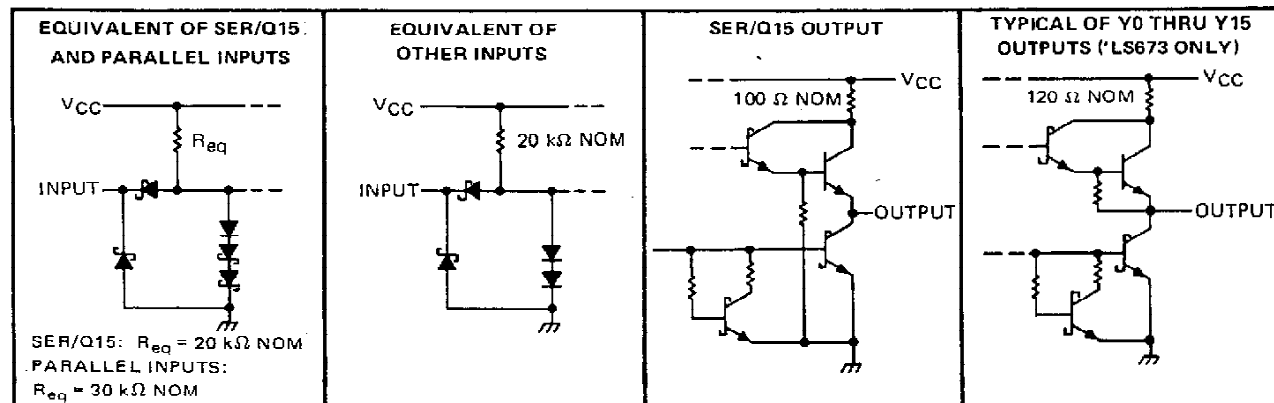 EQUIVALENT OF SER/Q15
AND PARALLEL INPUTS
VCC
Req
INPUT
SER/Q15: Req = 20 kΩ NOM
PARALLEL INPUTS:
Req = 30 kΩ NOM
EQUIVALENT OF
OTHER INPUTS
VCC
20 kΩ NOM
INPUT
SER/Q15 OUTPUT
VCC
100 Ω NOM
OUTPUT
TYPICAL OF Y0 THRU Y15
OUTPUTS ('LS673 ONLY)
VCC
120 Ω NOM
OUTPUT